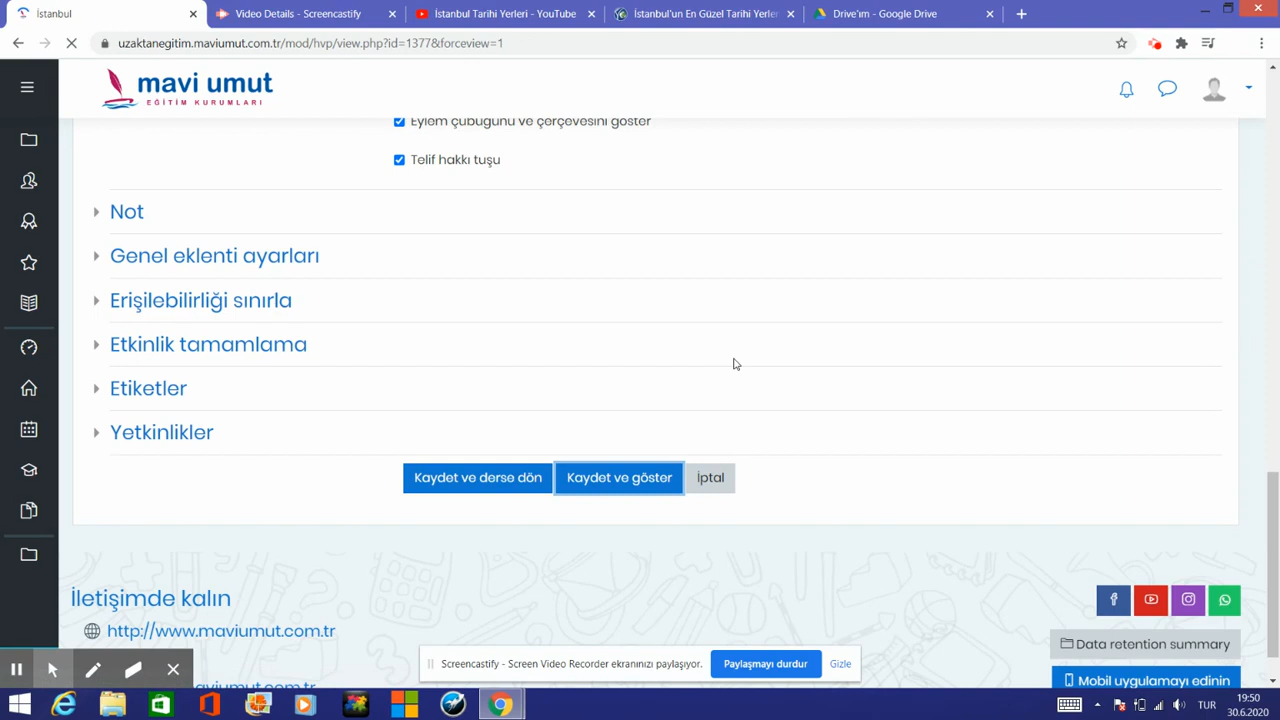 İstanbul
Video Details - Screencastify
İstanbul Tarihi Yerleri - YouTube
İstanbul'un En Güzel Tarihi Yerler
Drive'ım - Google Drive
uzaktanegitim.maviumut.com.tr/mod/hvp/view.php?id=1377&forceview=1
mavi umut
EĞİTİM KURUMLARI
Eylem çubuğunu ve çerçevesini göster
Telif hakkı tuşu
Not
Genel eklenti ayarları
Erişilebilirliği sınırla
Etkinlik tamamlama
Etiketler
Yetkinlikler
Kaydet ve derse dön
Kaydet ve göster
İptal
İletişimde kalın
http://www.maviumut.com.tr
Data retention summary
Screencastify - Screen Video Recorder ekranınızı paylaşıyor.
Paylaşmayı durdur
Gizle
Mobil uygulamayı edinin
TUR
19:50
30.6.2020